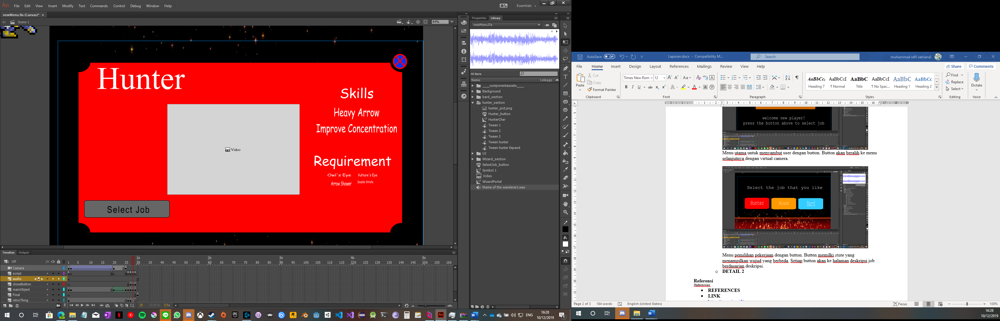 An File Edit View Insert Modify Text Commands Control Debug Window Help Essentials
newMenu.fla (Canvas)* ×
Scene 1
64%
Hunter
Skills
Heavy Arrow
Improve Concentration
Video
Requirement
Owl's Eye Vulture's Eye
Arrow Shower Double Strafe
Select Job
Properties Library
newMenu.fla
44 items
Name Linkage
____componentassets____
Background
bard_section
hunter_section
hunter_pict.png
Hunter_button
HunterChar
Tween 1
Tween 2
Tween 3
Tween hunter
Tween hunter Expand
UI
Wizard_section
SelectJob_button
Symbol 1
Video
WizardPortal
theme of the wanderer1.wav
Timeline Output
Off
1s 2s 3s 4s 5s
1 5 10 15 20 25 30 35 40 45 50 55 60 65 70 75 80 85 90 95 100 105 110 115 120 125 130 135 140 145 150 155 160
Camera
script
audio
closeButton
mainObject
Final
introThing
28 30.00 fps 0.9 s
ENG
16:28
10/12/2019
AutoSave Off
Laporan.docx - Compatibility M...
Search
muhammad rafli satriandi
File Home Insert Design Layout References Mailings Review View Help
Share Comments
Paste
Cut
Copy
Format Painter
Times New Rom 12
Clipboard Font Paragraph Styles Editing Voice
Heading 7 ¶ Normal Title ¶ No Spac... Heading 1 Heading 2
Find
Replace
Select
Dictate
welcome new player!
press the button above to select job
Menu utama untuk menyambut user dengan button. Button akan beralih ke menu
selanjutnya dengan virtual camera.
Select the job that you like
Hunter Wizard Bard
Menu pemilihan pekerjaan dengan button. Butten memilki state yang
menampilkan wujud yang berbeda. Setiap button akan ke halaman deskripsi job
berdasarjan deskripsi.
DETAIL 2
Referensi
References
REFERENCES
LINK
Page 2 of 3 184 words English (United States)
Focus
100%
16:28
10/12/2019